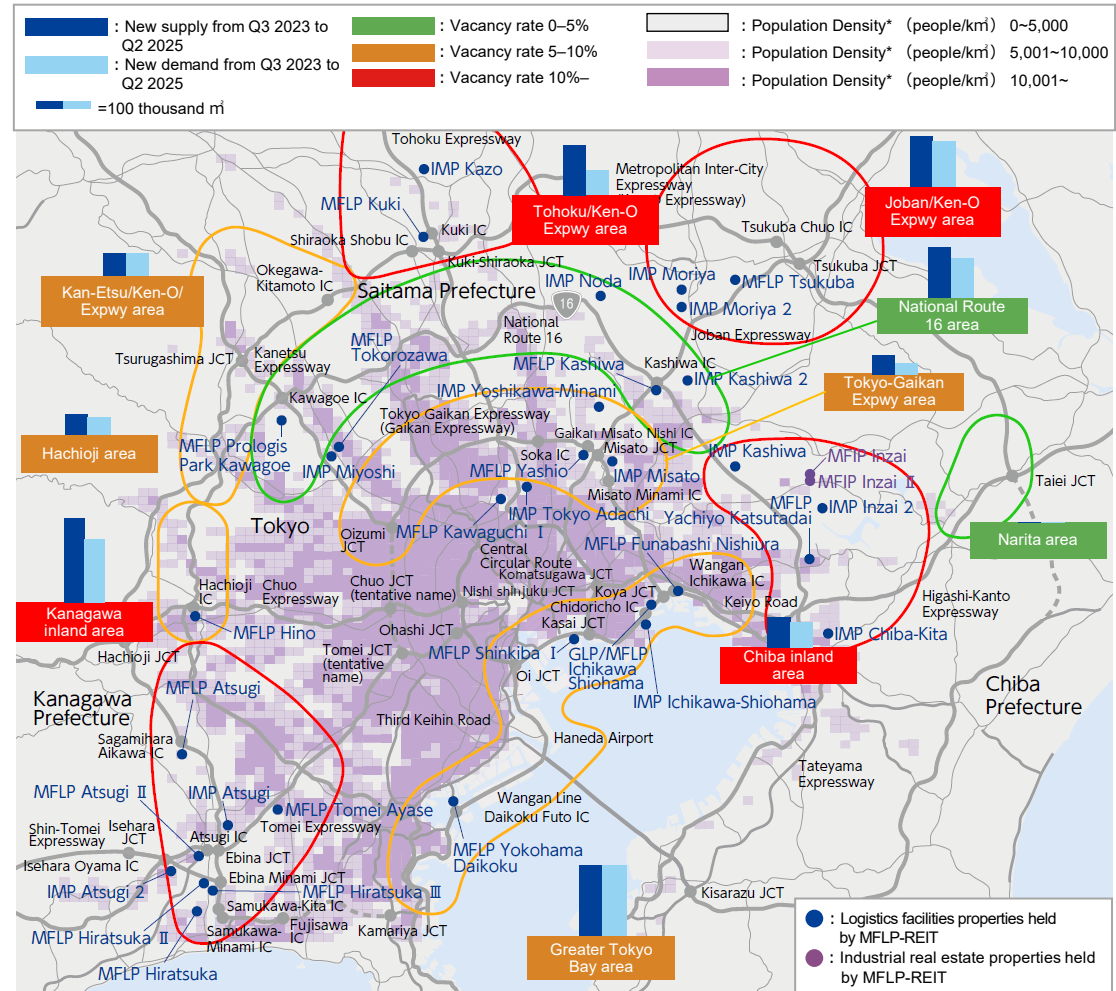 : New supply from Q3 2023 to
Q2 2025
: New demand from Q3 2023 to
Q2 2025
=100 thousand ㎡
: Vacancy rate 0–5%
: Vacancy rate 5–10%
: Vacancy rate 10%–
: Population Density* （people/k㎡） 0~5,000
: Population Density* （people/k㎡） 5,001~10,000
: Population Density* （people/k㎡） 10,001~
Tohoku Expressway
IMP Kazo
MFLP Kuki
Kuki IC
Shiraoka Shobu IC
Kuki-Shiraoka JCT
Tohoku/Ken-O
Expwy area
Metropolitan Inter-City
Expressway
Expressway)
Joban/Ken-O
Expwy area
Tsukuba Chuo IC
Tsukuba JCT
Kan-Etsu/Ken-O/
Expwy area
Okegawa-
Kitamoto IC
Saitama Prefecture
IMP Noda
16
IMP Moriya
MFLP Tsukuba
IMP Moriya 2
National Route
16 area
Joban Expressway
National
Route 16
Tsurugashima JCT
Kanetsu
Expressway
MFLP
Tokorozawa
MFLP Kashiwa
Kashiwa IC
IMP Kashiwa 2
Tokyo-Gaikan
Expwy area
Kawagoe IC
IMP Yoshikawa-Minami
Tokyo Gaikan Expressway
(Gaikan Expressway)
Hachioji area
MFLP Prologis
Park Kawagoe
IMP Miyoshi
Gaikan Misato Nishi IC
Soka IC
Misato JCT
MFLP Yashio
IMP Misato
Misato Minami IC
IMP Kashiwa
MFIP Inzai
MFIP Inzai Ⅱ
Taiei JCT
MFLP
Yachiyo Katsutadai
IMP Inzai 2
IMP Tokyo Adachi
MFLP Kawaguchi Ⅰ
Tokyo
Oizumi
JCT
Narita area
MFLP Funabashi Nishiura
Central
Circular Route
Komatsugawa JCT
Wangan
Ichikawa IC
Hachioji
IC
Chuo
Expressway
Chuo JCT
(tentative name)
Nishi shinjuku JCT
Koya JCT
Chidoricho IC
Kasai JCT
Keiyo Road
Higashi-Kanto
Expressway
Kanagawa
inland area
MFLP Hino
Ohashi JCT
IMP Chiba-Kita
Hachioji JCT
Tomei JCT
(tentative
name)
MFLP Shinkiba Ⅰ
GLP/MFLP
Ichikawa
Shiohama
Oi JCT
Chiba inland
area
MFLP Atsugi
IMP Ichikawa-Shiohama
Kanagawa
Prefecture
Chiba
Prefecture
Third Keihin Road
Haneda Airport
Sagamihara
Aikawa IC
Tateyama
Expressway
MFLP Atsugi Ⅱ
IMP Atsugi
MFLP Tomei Ayase
Wangan Line
Daikoku Futo IC
Shin-Tomei
Expressway
Isehara
JCT
Atsugi IC
Tomei Expressway
Ebina JCT
MFLP Yokohama
Daikoku
Isehara Oyama IC
Ebina Minami JCT
IMP Atsugi 2
MFLP Hiratsuka Ⅲ
Samukawa-Kita IC
Kisarazu JCT
MFLP Hiratsuka Ⅱ
Samukawa-
Minami IC
Fujisawa
IC
Kamariya JCT
MFLP Hiratsuka
Greater Tokyo
Bay area
: Logistics facilities properties held
by MFLP-REIT
: Industrial real estate properties held
by MFLP-REIT